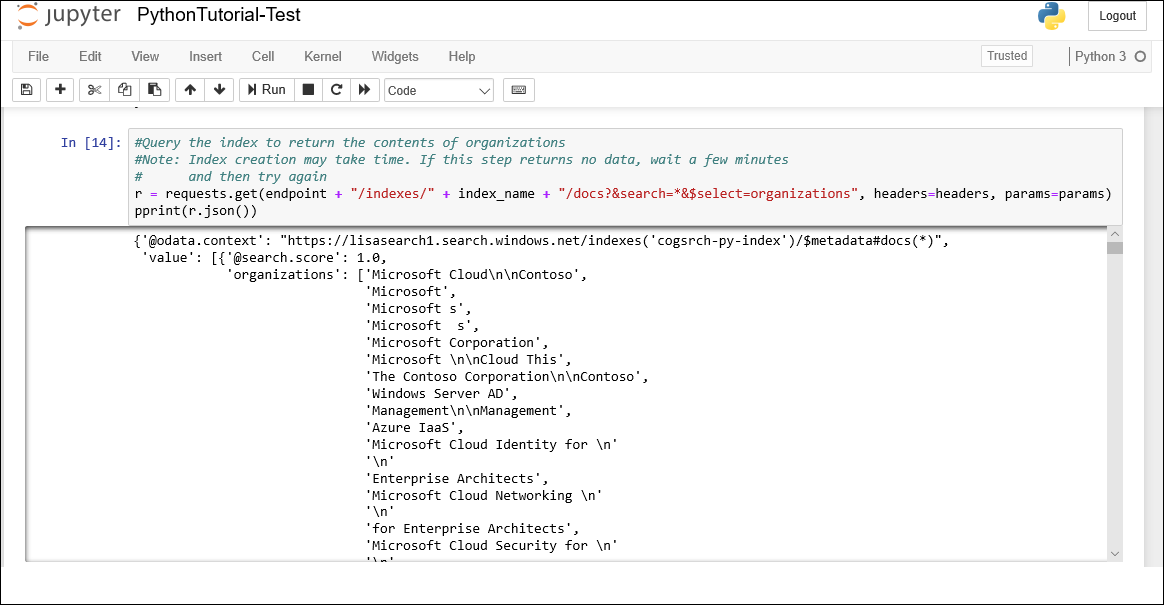 jupyter PythonTutorial-Test Logout
File Edit View Insert Cell Kernel Widgets Help Trusted Python 3
Run Code
In [14]: #Query the index to return the contents of organizations
#Note: Index creation may take time. If this step returns no data, wait a few minutes
#      and then try again
r = requests.get(endpoint + "/indexes/" + index_name + "/docs?&search=*&$select=organizations", headers=headers, params=params)
pprint(r.json())
{'@odata.context': "https://lisasearch1.search.windows.net/indexes('cogsrch-py-index')/$metadata#docs(*)",
 'value': [{'@search.score': 1.0,
            'organizations': ['Microsoft Cloud\n\nContoso',
                              'Microsoft',
                              'Microsoft s',
                              'Microsoft  s',
                              'Microsoft Corporation',
                              'Microsoft \n\nCloud This',
                              'The Contoso Corporation\n\nContoso',
                              'Windows Server AD',
                              'Management\n\nManagement',
                              'Azure IaaS',
                              'Microsoft Cloud Identity for \n'
                              '\n'
                              'Enterprise Architects',
                              'Microsoft Cloud Networking \n'
                              '\n'
                              'for Enterprise Architects',
                              'Microsoft Cloud Security for \n'
                              '\n'